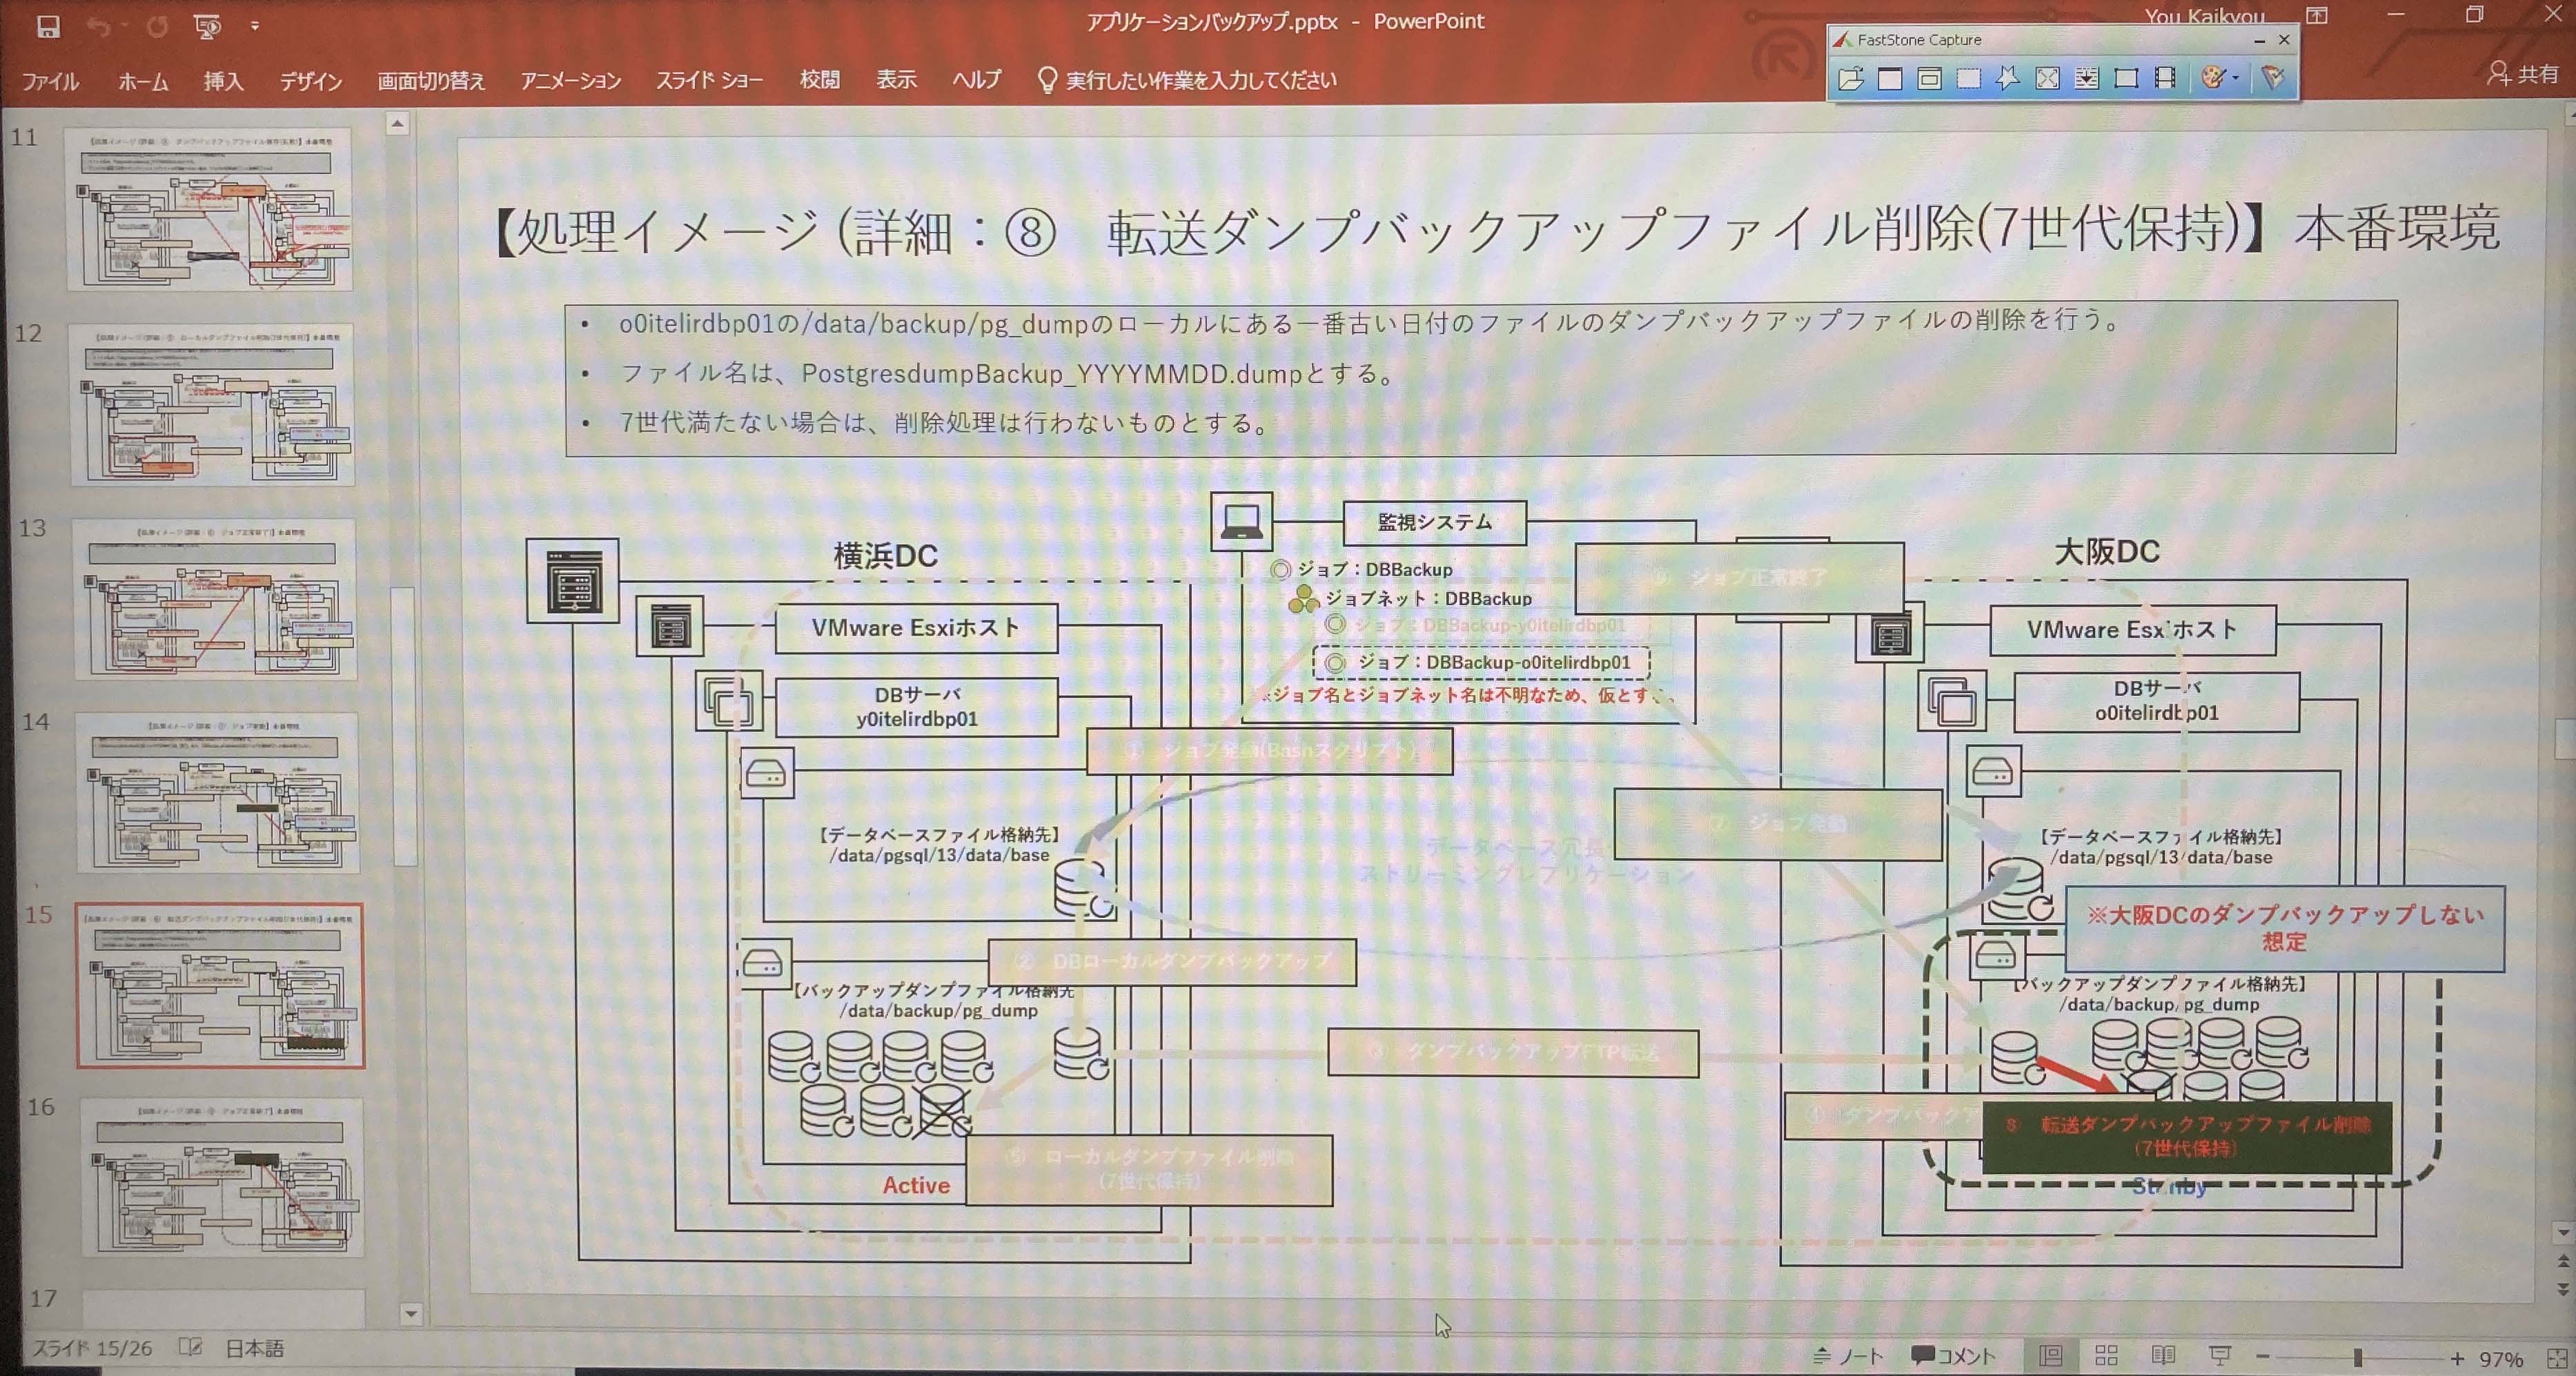 アプリケーションバックアップ.pptx - PowerPoint
You Kaikyou
FastStone Capture
ファイル ホーム 挿入 デザイン 画面切り替え アニメーション スライド ショー 校閲 表示 ヘルプ 実行したい作業を入力してください
共有
11
12
13
14
15
16
17
【処理イメージ (詳細：⑧ 転送ダンプバックアップファイル削除(7世代保持)】本番環境
• o0itelirdbp01の/data/backup/pg_dumpのローカルにある一番古い日付のファイルのダンプバックアップファイルの削除を行う。
• ファイル名は、PostgresdumpBackup_YYYYMMDD.dumpとする。
• 7世代満たない場合は、削除処理は行わないものとする。
監視システム
◎ ジョブ：DBBackup
ジョブネット：DBBackup
◎ ジョブ：DBBackup-y0itelirdbp01
◎ ジョブ：DBBackup-o0itelirdbp01
ジョブ名とジョブネット名は不明なため、仮とす
⑨ ジョブ正常終了
横浜DC
VMware Esxiホスト
DBサーバ
y0itelirdbp01
① ジョブ発動(Bashスクリプト)
【データベースファイル格納先】
/data/pgsql/13/data/base
データベース冗長
ストリーミングレプリケーション
⑦ ジョブ発動
② DBローカルダンプバックアップ
【バックアップダンプファイル格納先
/data/backup/pg_dump
③ ダンプバックアップFTP転送
⑤ ローカルダンプファイル削除
(7世代保持)
Active
大阪DC
VMware Esxiホスト
DBサーバ
o0itelirdbp01
【データベースファイル格納先】
/data/pgsql/13/data/base
※大阪DCのダンプバックアップしない
想定
【バックアップダンプファイル格納先】
/data/backup/pg_dump
④ ダンプバックア
⑧ 転送ダンプバックアップファイル削除
(7世代保持)
Stanby
スライド 15/26 日本語
ノート コメント 97%